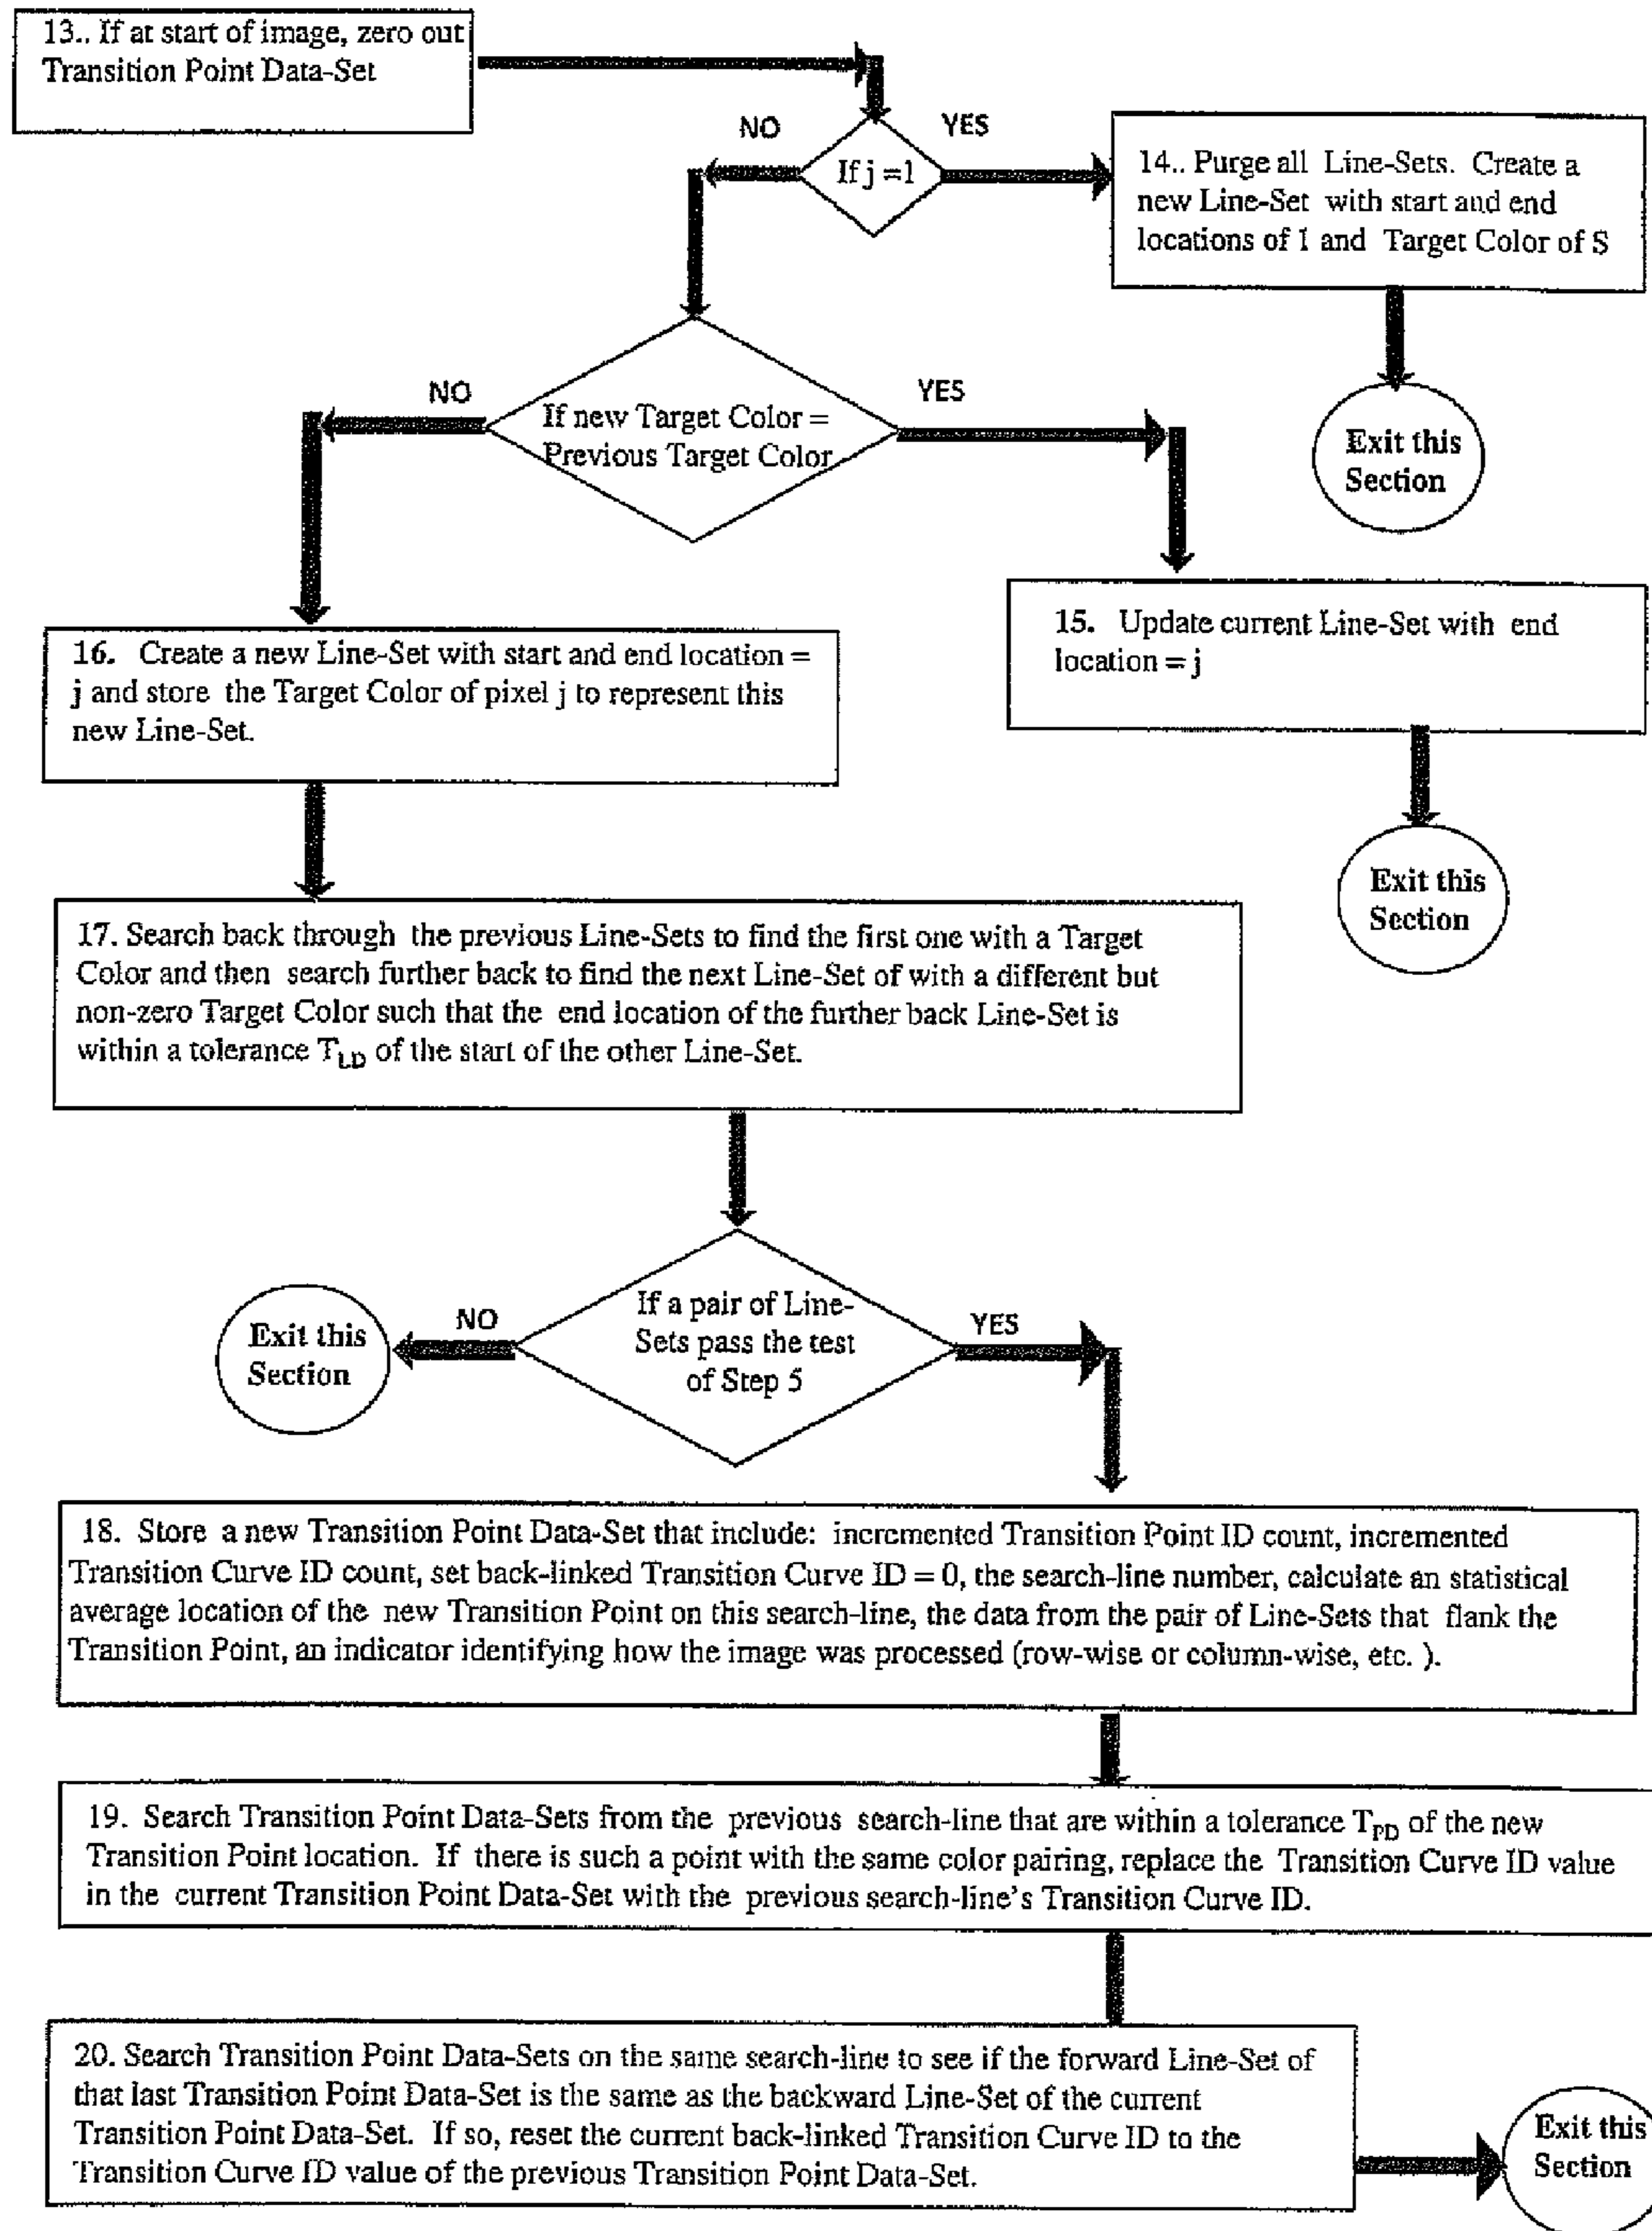 13.. If at start of image, zero out
Transition Point Data-Set
NO
YES
If j =1
14.. Purge all Line-Sets. Create a
new Line-Set with start and end
locations of 1 and Target Color of S
NO
YES
If new Target Color =
Previous Target Color
Exit this
Section
16. Create a new Line-Set with start and end location =
j and store the Target Color of pixel j to represent this
new Line-Set.
15. Update current Line-Set with end
location = j
Exit this
Section
17. Search back through the previous Line-Sets to find the first one with a Target
Color and then search further back to find the next Line-Set of with a different but
non-zero Target Color such that the end location of the further back Line-Set is
within a tolerance T_LD of the start of the other Line-Set.
Exit this
Section
NO
If a pair of Line-
Sets pass the test
of Step 5
YES
18. Store a new Transition Point Data-Set that include: incremented Transition Point ID count, incremented
Transition Curve ID count, set back-linked Transition Curve ID = 0, the search-line number, calculate an statistical
average location of the new Transition Point on this search-line, the data from the pair of Line-Sets that flank the
Transition Point, an indicator identifying how the image was processed (row-wise or column-wise, etc. ).
19. Search Transition Point Data-Sets from the previous search-line that are within a tolerance T_PD of the new
Transition Point location. If there is such a point with the same color pairing, replace the Transition Curve ID value
in the current Transition Point Data-Set with the previous search-line's Transition Curve ID.
20. Search Transition Point Data-Sets on the same search-line to see if the forward Line-Set of
that last Transition Point Data-Set is the same as the backward Line-Set of the current
Transition Point Data-Set. If so, reset the current back-linked Transition Curve ID to the
Transition Curve ID value of the previous Transition Point Data-Set.
Exit this
Section